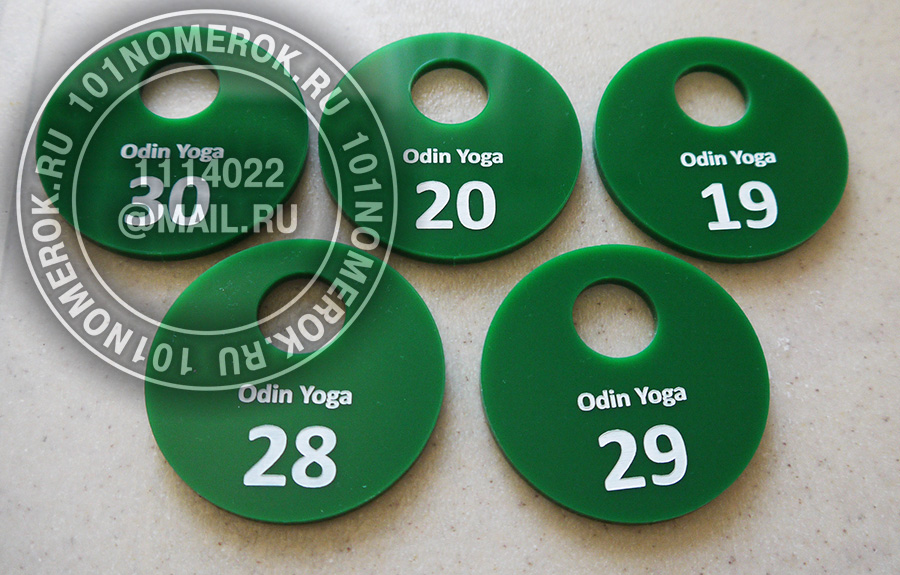 101NOMEROK.RU 101NOMEROK.RU 101NOMEROK.RU 101NOMEROK.RU
1114022
@MAIL.RU
Odin Yoga
30
Odin Yoga
20
Odin Yoga
19
Odin Yoga
28
Odin Yoga
29